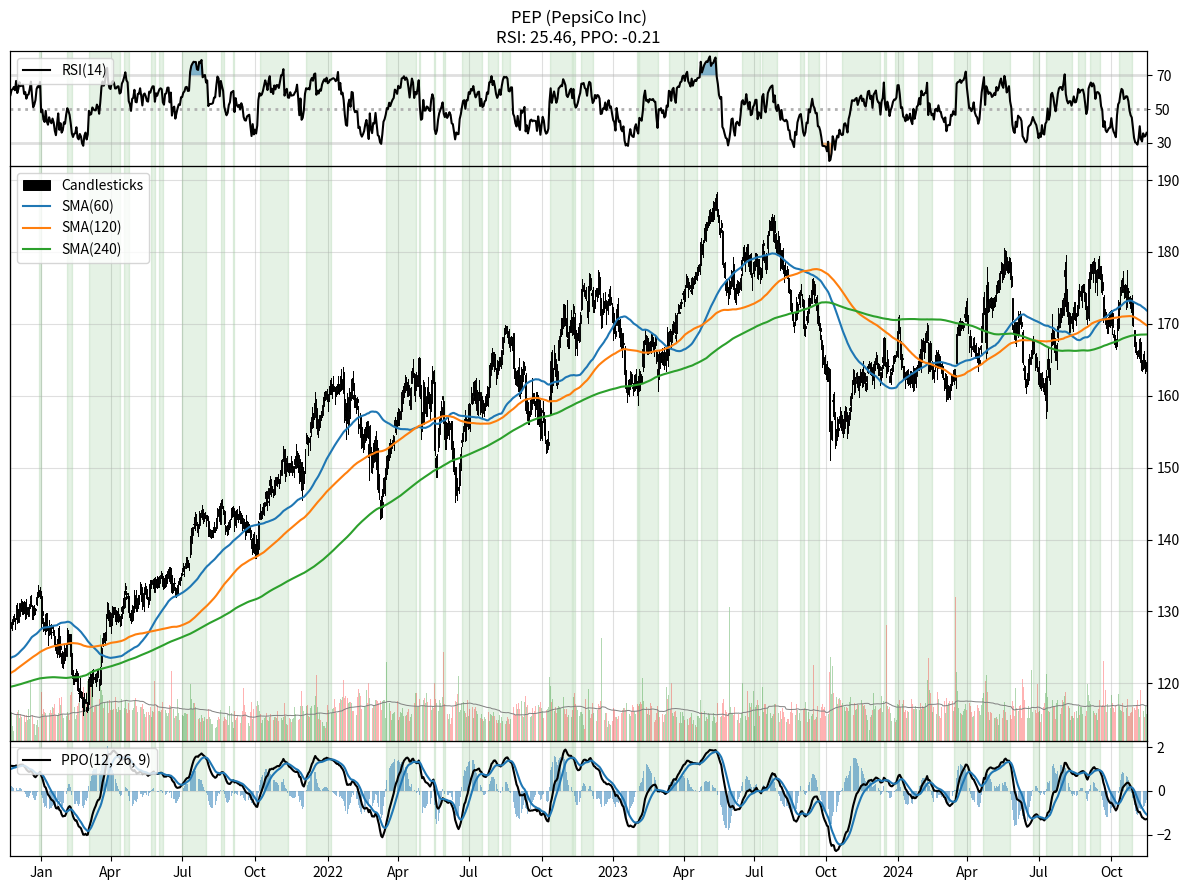 PEP (PepsiCo Inc)
RSI: 25.46, PPO: -0.21
RSI(14)
70
50
30
Candlesticks
SMA(60)
SMA(120)
SMA(240)
190
180
170
160
150
140
130
120
PPO(12, 26, 9)
2
0
−2
Jan Apr Jul Oct 2022 Apr Jul Oct 2023 Apr Jul Oct 2024 Apr Jul Oct